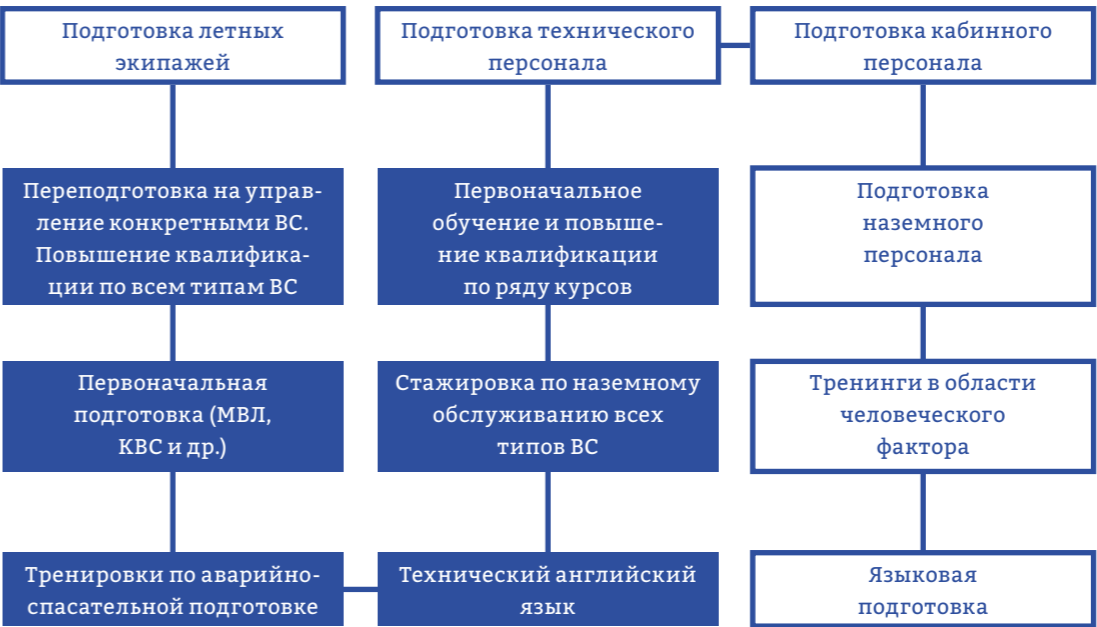 Подготовка летных
экипажей
Подготовка технического
персонала
Подготовка кабинного
персонала
Переподготовка на управ-
ление конкретными ВС.
Повышение квалифика-
ции по всем типам ВС
Первоначальное
обучение и повыше-
ние квалификации
по ряду курсов
Подготовка
наземного
персонала
Первоначальная
подготовка (МВЛ,
КВС и др.)
Стажировка по наземному
обслуживанию всех
типов ВС
Тренинги в области
человеческого
фактора
Тренировки по аварийно-
спасательной подготовке
Технический английский
язык
Языковая
подготовка